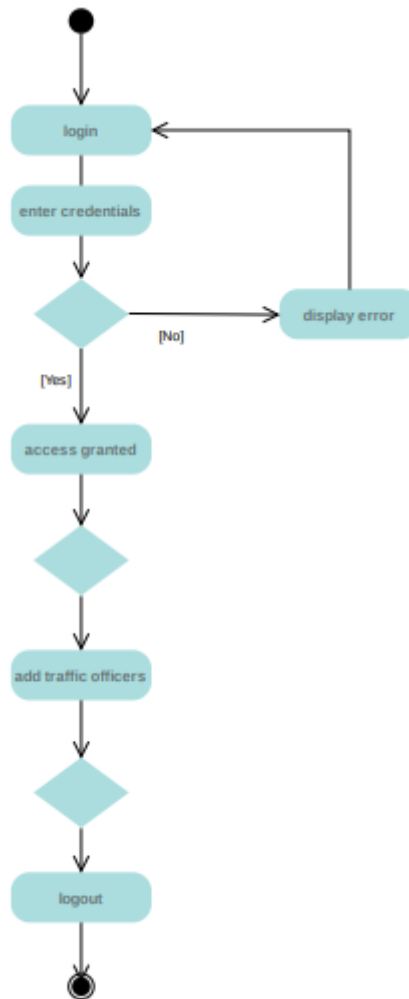 login
enter credentials
display error
[No]
[Yes]
access granted
add traffic officers
logout